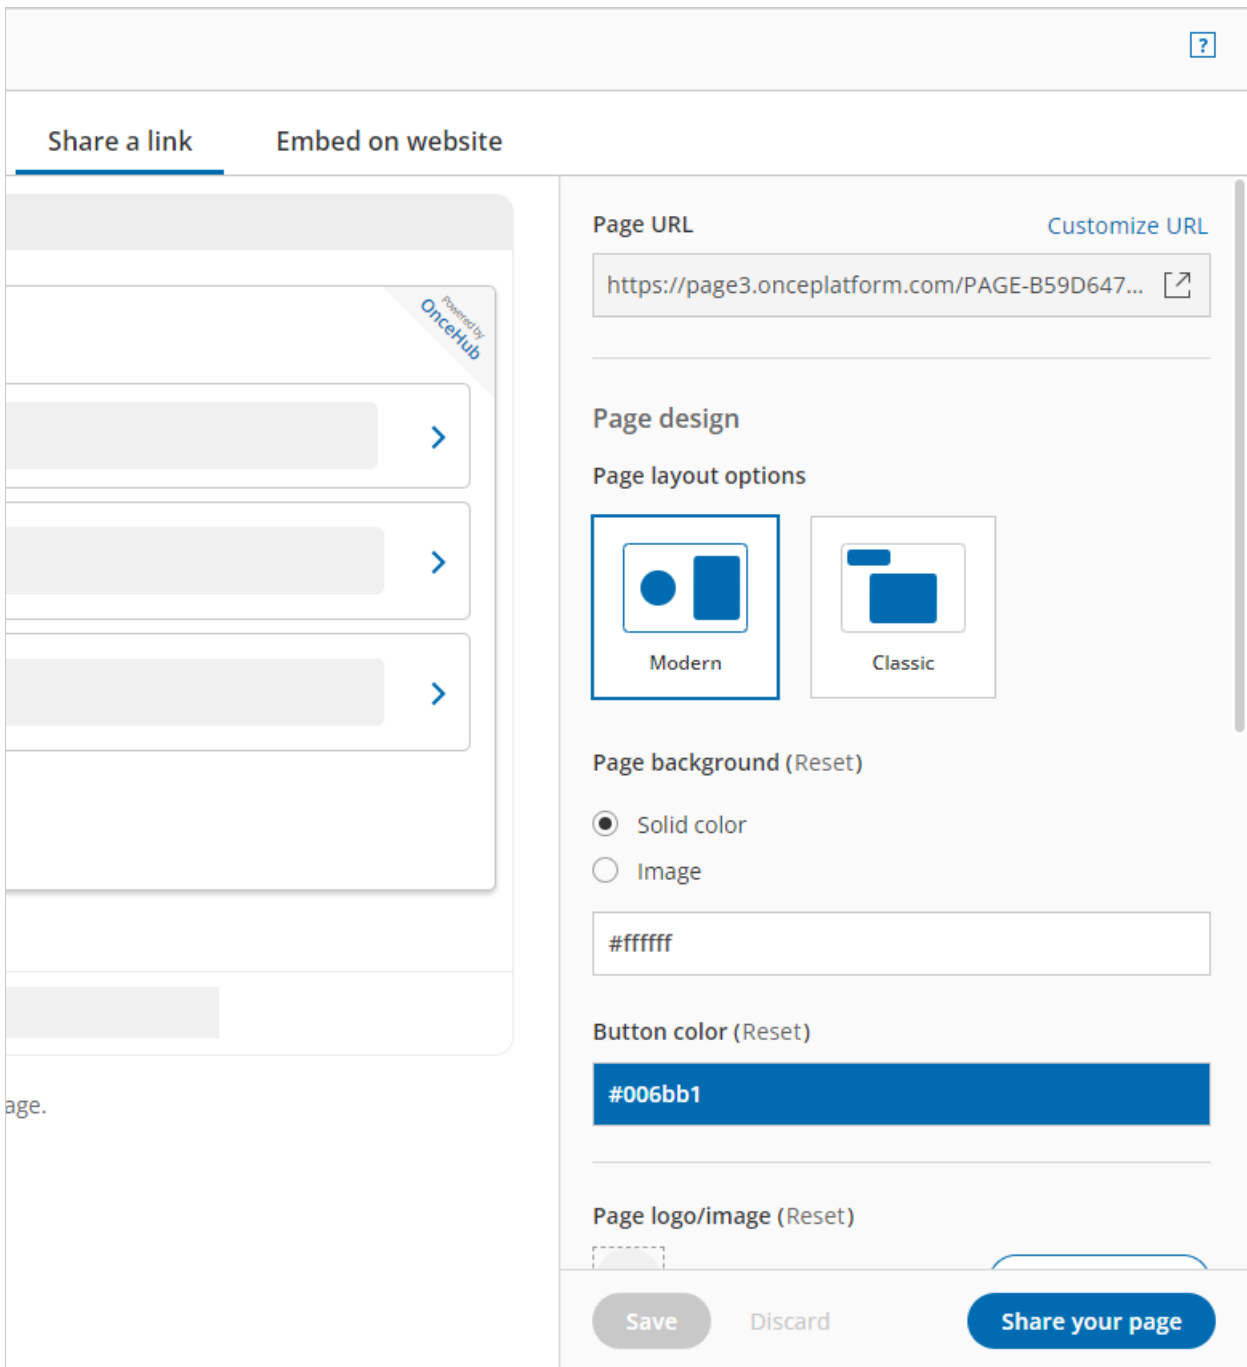 ?
Share a link
Embed on website
Powered by
OnceHub
age.
Page URL
Customize URL
https://page3.onceplatform.com/PAGE-B59D647...
Page design
Page layout options
Modern
Classic
Page background (Reset)
Solid color
Image
#ffffff
Button color (Reset)
#006bb1
Page logo/image (Reset)
Save
Discard
Share your page